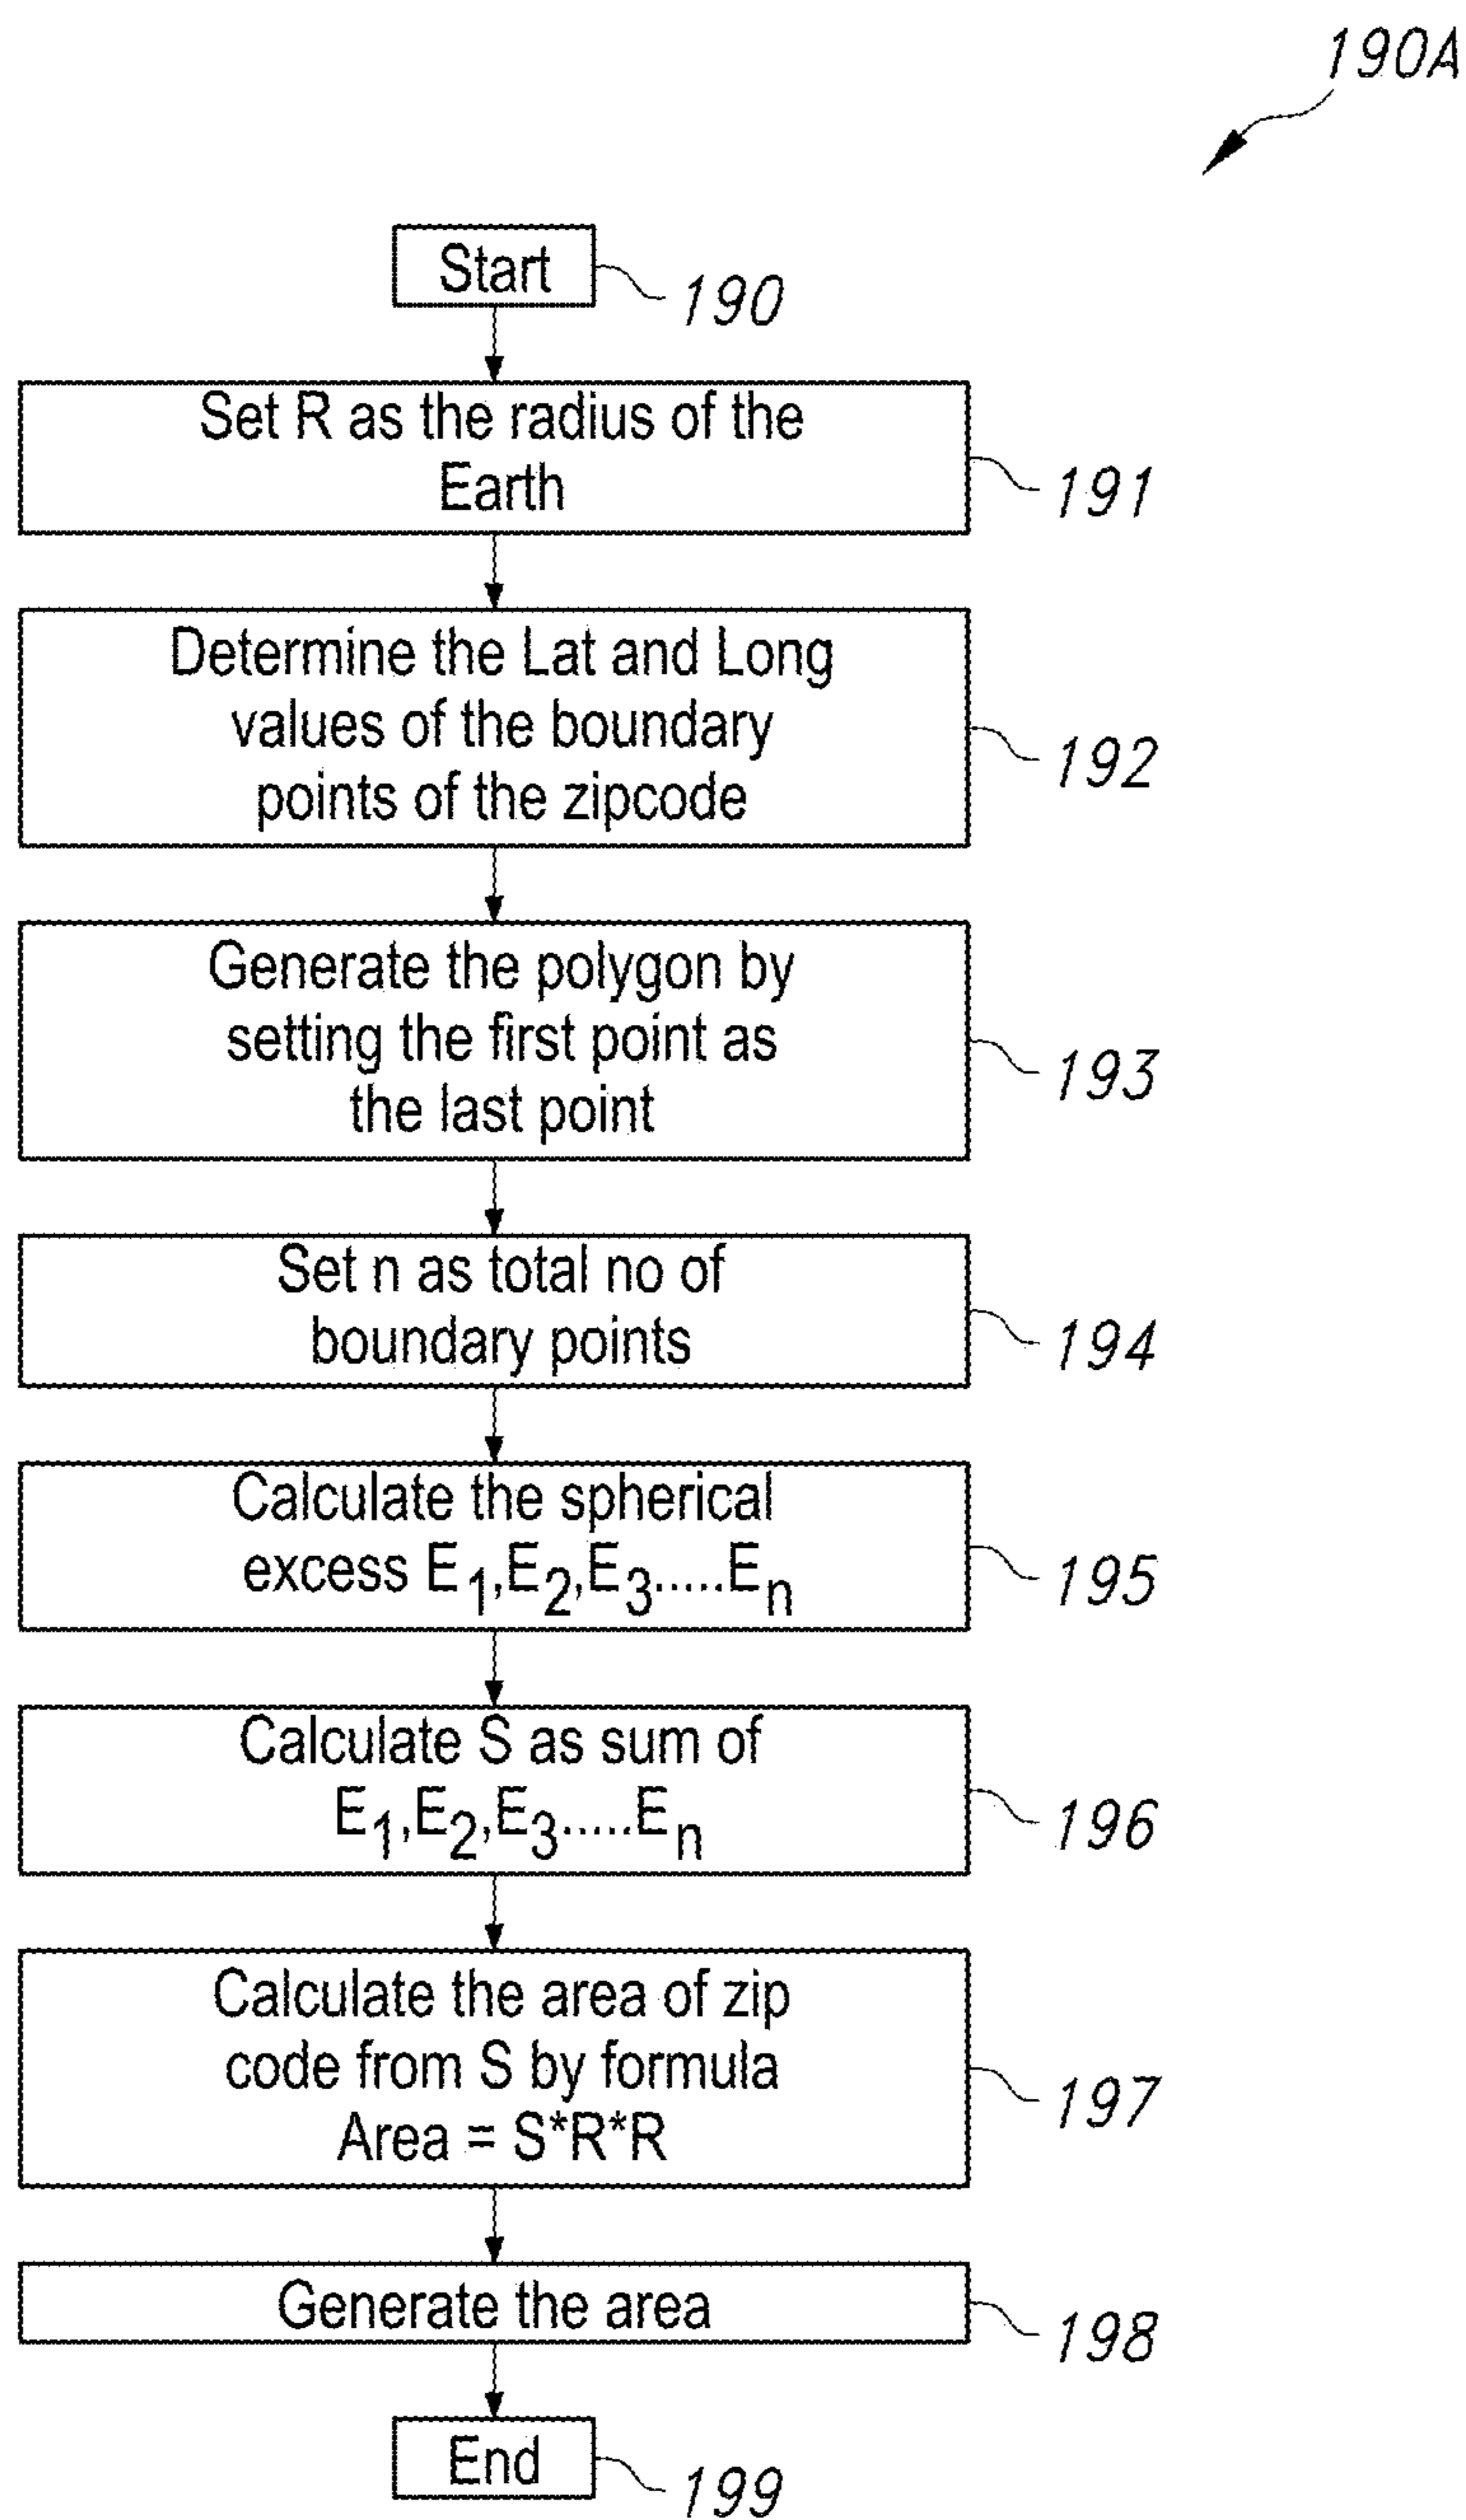 190A
Start
190
Set R as the radius of the
Earth
191
Determine the Lat and Long
values of the boundary
points of the zipcode
192
Generate the polygon by
setting the first point as
the last point
193
Set n as total no of
boundary points
194
Calculate the spherical
excess E1,E2,E3.....En
195
Calculate S as sum of
E1,E2,E3.....En
196
Calculate the area of zip
code from S by formula
Area = S*R*R
197
Generate the area
198
End
199